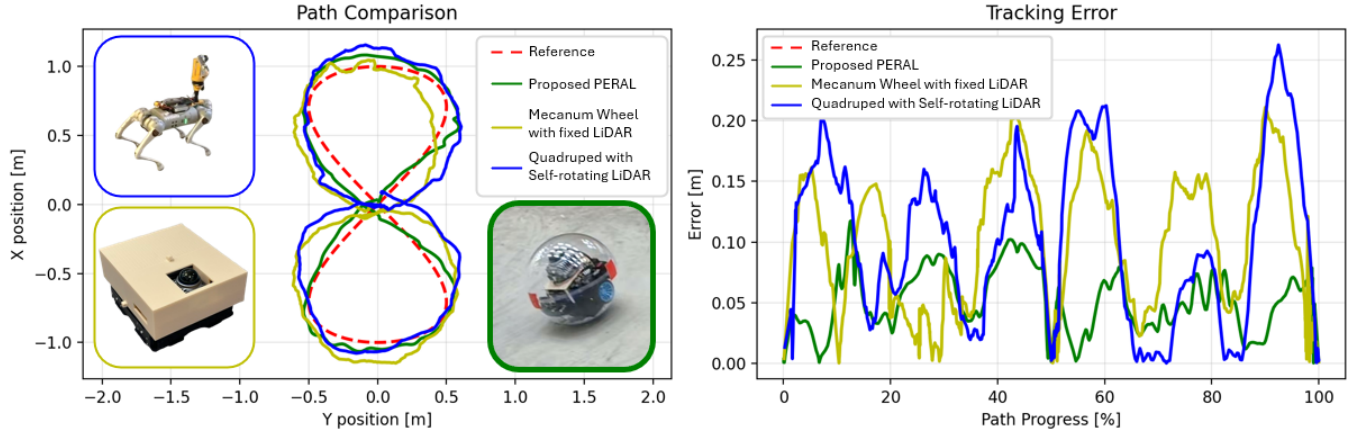 Path Comparison
X position [m]
1.0
0.5
0.0
−0.5
−1.0
Reference
Proposed PERAL
Mecanum Wheel
with fixed LiDAR
Quadruped with
Self-rotating LiDAR
−2.0 −1.5 −1.0 −0.5 0.0 0.5 1.0 1.5 2.0
Y position [m]
Tracking Error
Error [m]
0.25
0.20
0.15
0.10
0.05
0.00
Reference
Proposed PERAL
Mecanum Wheel with fixed LiDAR
Quadruped with Self-rotating LiDAR
0 20 40 60 80 100
Path Progress [%]